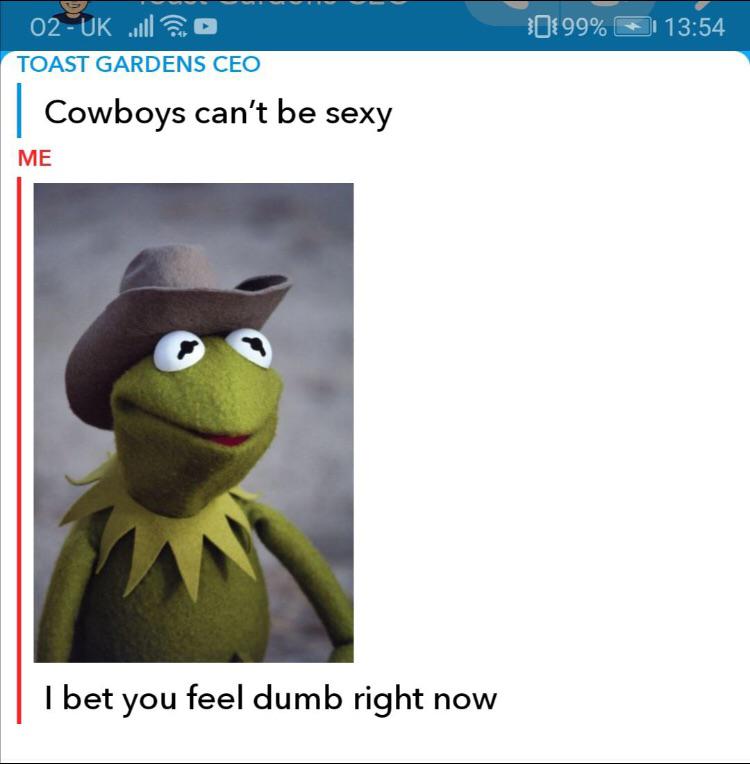 O2 - UK 99% 13:54
TOAST GARDENS CEO
Cowboys can't be sexy
ME
I bet you feel dumb right now